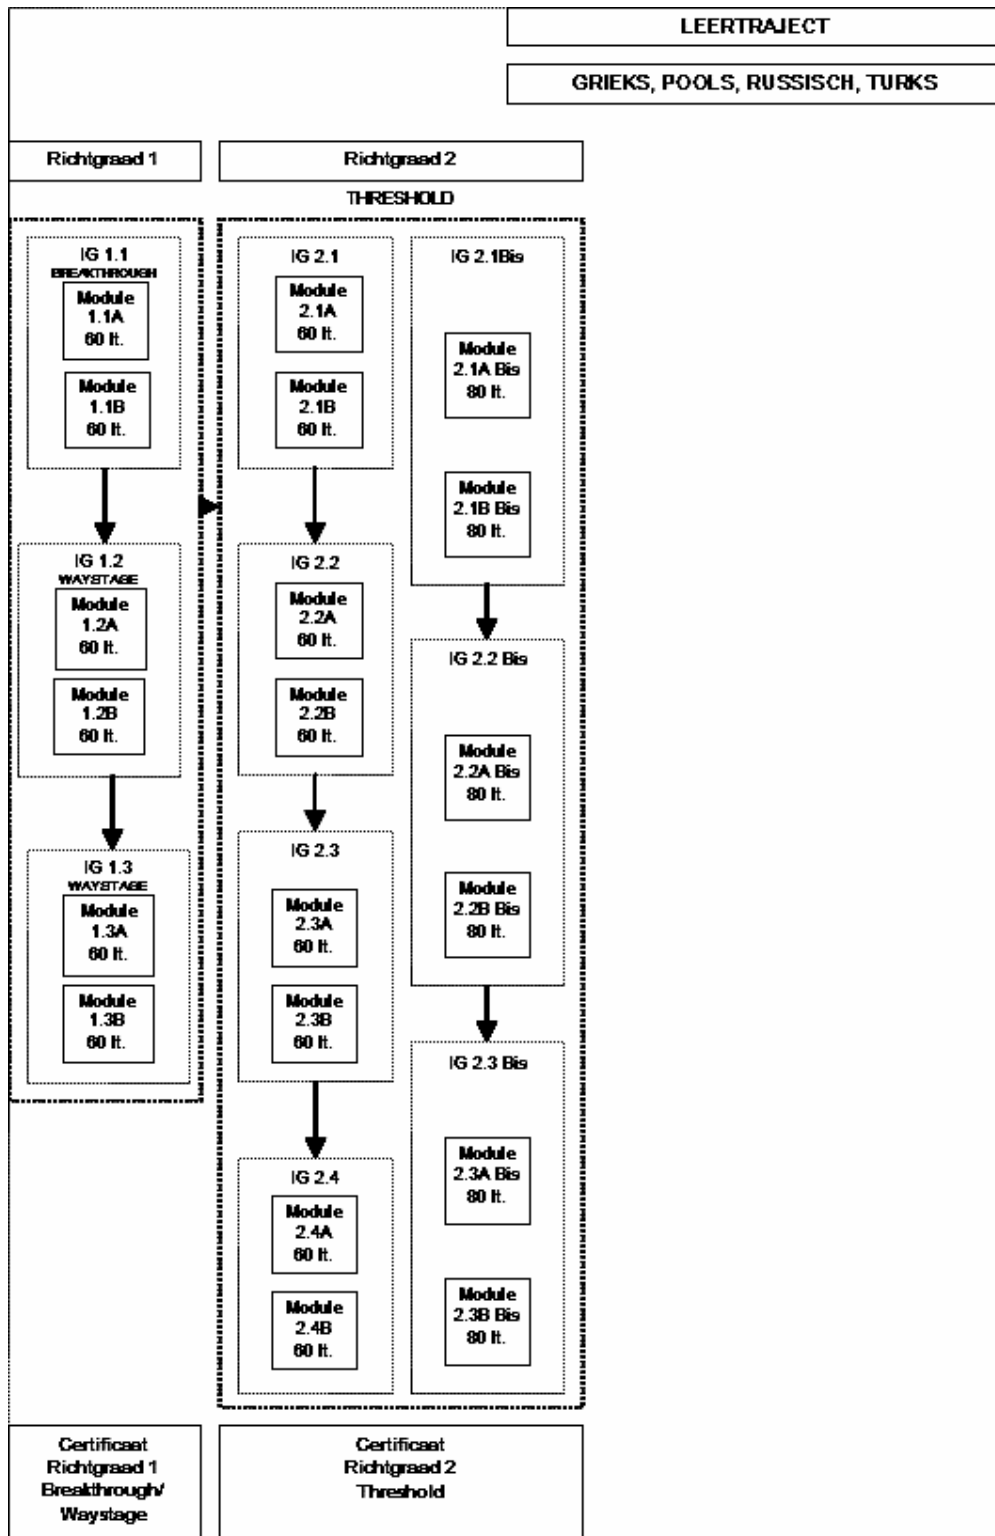 LEERTRAJECT
GRIEKS, POOLS, RUSSISCH, TURKS
Richtgraad 1
Richtgraad 2
THRESHOLD
IG 1.1
BREAKTHROUGH
Module
1.1A
60 lt.
Module
1.1B
60 lt.
IG 1.2
WAYSTAGE
Module
1.2A
60 lt.
Module
1.2B
60 lt.
IG 1.3
WAYSTAGE
Module
1.3A
60 lt.
Module
1.3B
60 lt.
IG 2.1
Module
2.1A
60 lt.
Module
2.1B
60 lt.
IG 2.2
Module
2.2A
60 lt.
Module
2.2B
60 lt.
IG 2.3
Module
2.3A
60 lt.
Module
2.3B
60 lt.
IG 2.4
Module
2.4A
60 lt.
Module
2.4B
60 lt.
IG 2.1Bis
Module
2.1A Bis
80 lt.
Module
2.1B Bis
80 lt.
IG 2.2 Bis
Module
2.2A Bis
80 lt.
Module
2.2B Bis
80 lt.
IG 2.3 Bis
Module
2.3A Bis
80 lt.
Module
2.3B Bis
80 lt.
Certificaat
Richtgraad 1
Breakthrough/
Waystage
Certificaat
Richtgraad 2
Threshold